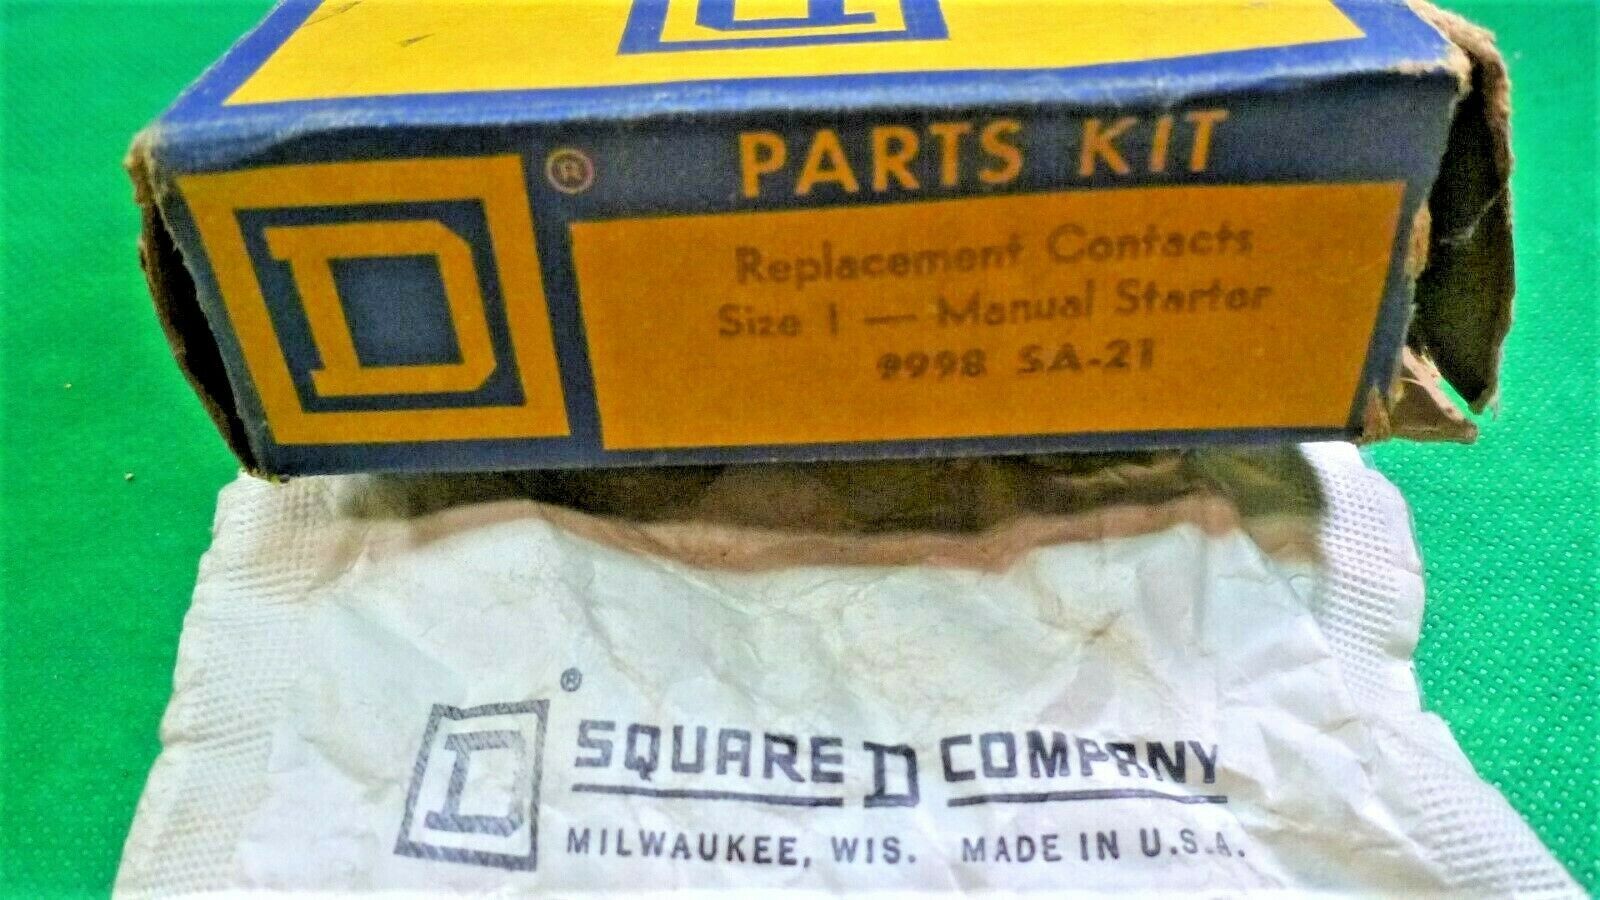 D ® PARTS KIT
Replacement Contacts
Size 1 — Manual Starter
9998 SA-21
D ® SQUARE D COMPANY
MILWAUKEE, WIS. MADE IN U.S.A.